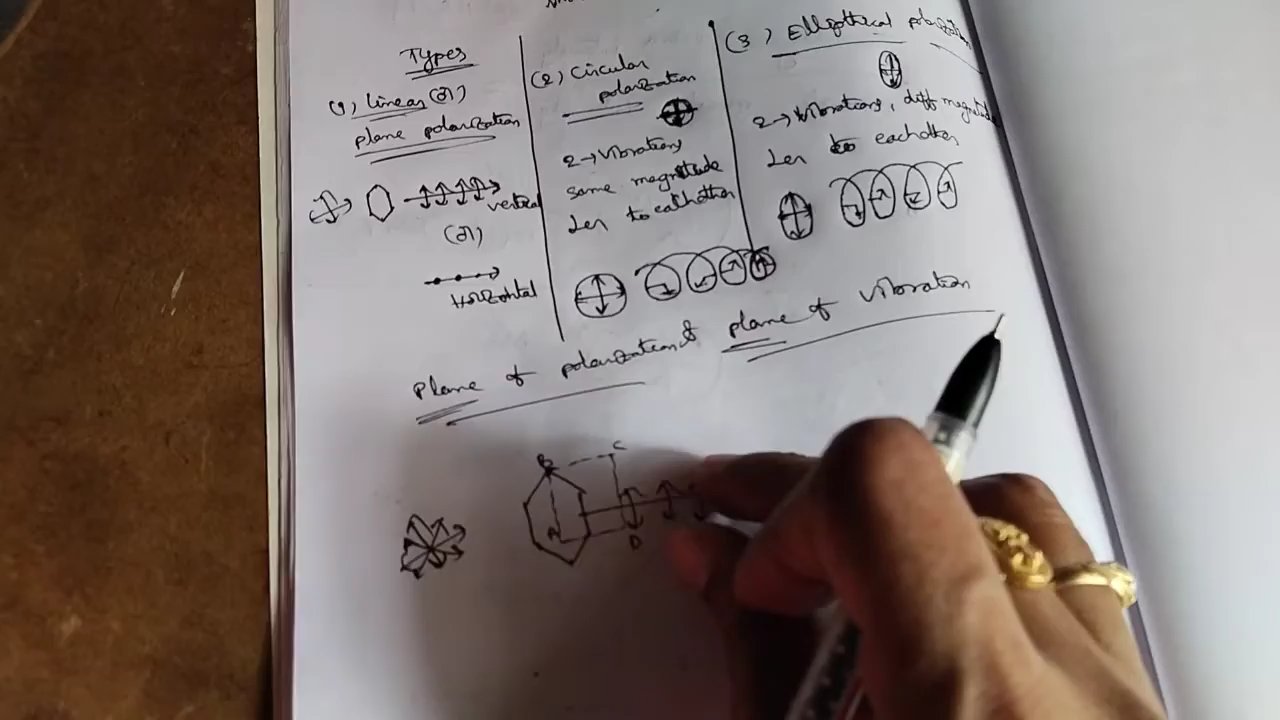 Types
(1) linear (or)
plane polarization
vertical
(or)
Horizontal
(2) Circular
polarization
2→Vibrations
same magnitude
Ler to eachother
(3) Ellipthical polarization
2→Vibrations, diff magnitude
Ler to eachother
plane of polarization & plane of vibration
B
C
A
D